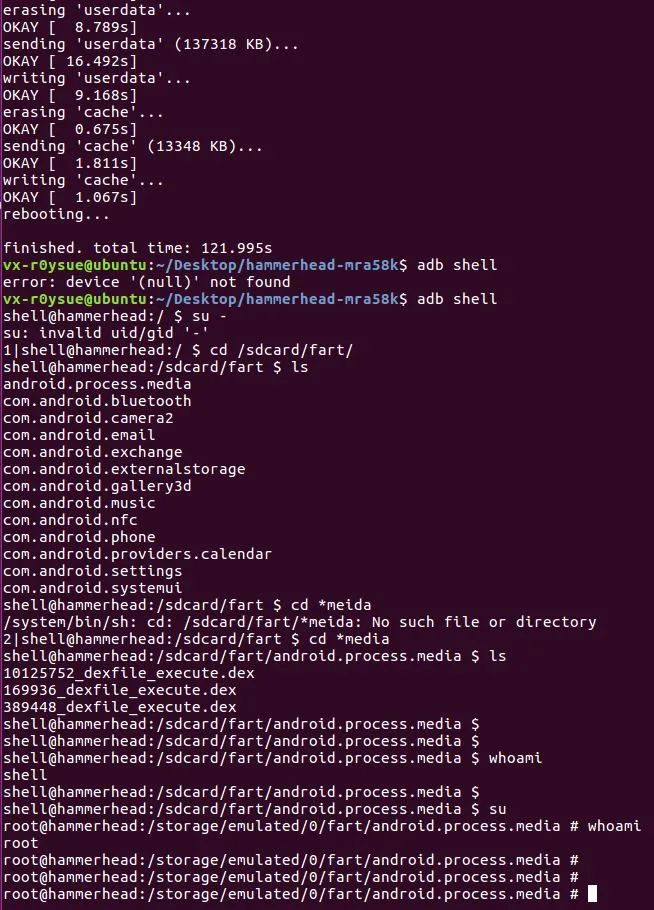 erasing 'userdata'...
OKAY [  8.789s]
sending 'userdata' (137318 KB)...
OKAY [ 16.492s]
writing 'userdata'...
OKAY [  9.168s]
erasing 'cache'...
OKAY [  0.675s]
sending 'cache' (13348 KB)...
OKAY [  1.811s]
writing 'cache'...
OKAY [  1.067s]
rebooting...

finished. total time: 121.995s
vx-r0ysue@ubuntu:~/Desktop/hammerhead-mra58k$ adb shell
error: device '(null)' not found
vx-r0ysue@ubuntu:~/Desktop/hammerhead-mra58k$ adb shell
shell@hammerhead:/ $ su -
su: invalid uid/gid '-'
1|shell@hammerhead:/ $ cd /sdcard/fart/
shell@hammerhead:/sdcard/fart $ ls
android.process.media
com.android.bluetooth
com.android.camera2
com.android.email
com.android.exchange
com.android.externalstorage
com.android.gallery3d
com.android.music
com.android.nfc
com.android.phone
com.android.providers.calendar
com.android.settings
com.android.systemui
shell@hammerhead:/sdcard/fart $ cd *meida
/system/bin/sh: cd: /sdcard/fart/*meida: No such file or directory
2|shell@hammerhead:/sdcard/fart $ cd *media
shell@hammerhead:/sdcard/fart/android.process.media $ ls
10125752_dexfile_execute.dex
169936_dexfile_execute.dex
389448_dexfile_execute.dex
shell@hammerhead:/sdcard/fart/android.process.media $
shell@hammerhead:/sdcard/fart/android.process.media $
shell@hammerhead:/sdcard/fart/android.process.media $ whoami
shell
shell@hammerhead:/sdcard/fart/android.process.media $
shell@hammerhead:/sdcard/fart/android.process.media $ su
root@hammerhead:/storage/emulated/0/fart/android.process.media # whoami
root
root@hammerhead:/storage/emulated/0/fart/android.process.media #
root@hammerhead:/storage/emulated/0/fart/android.process.media #
root@hammerhead:/storage/emulated/0/fart/android.process.media #